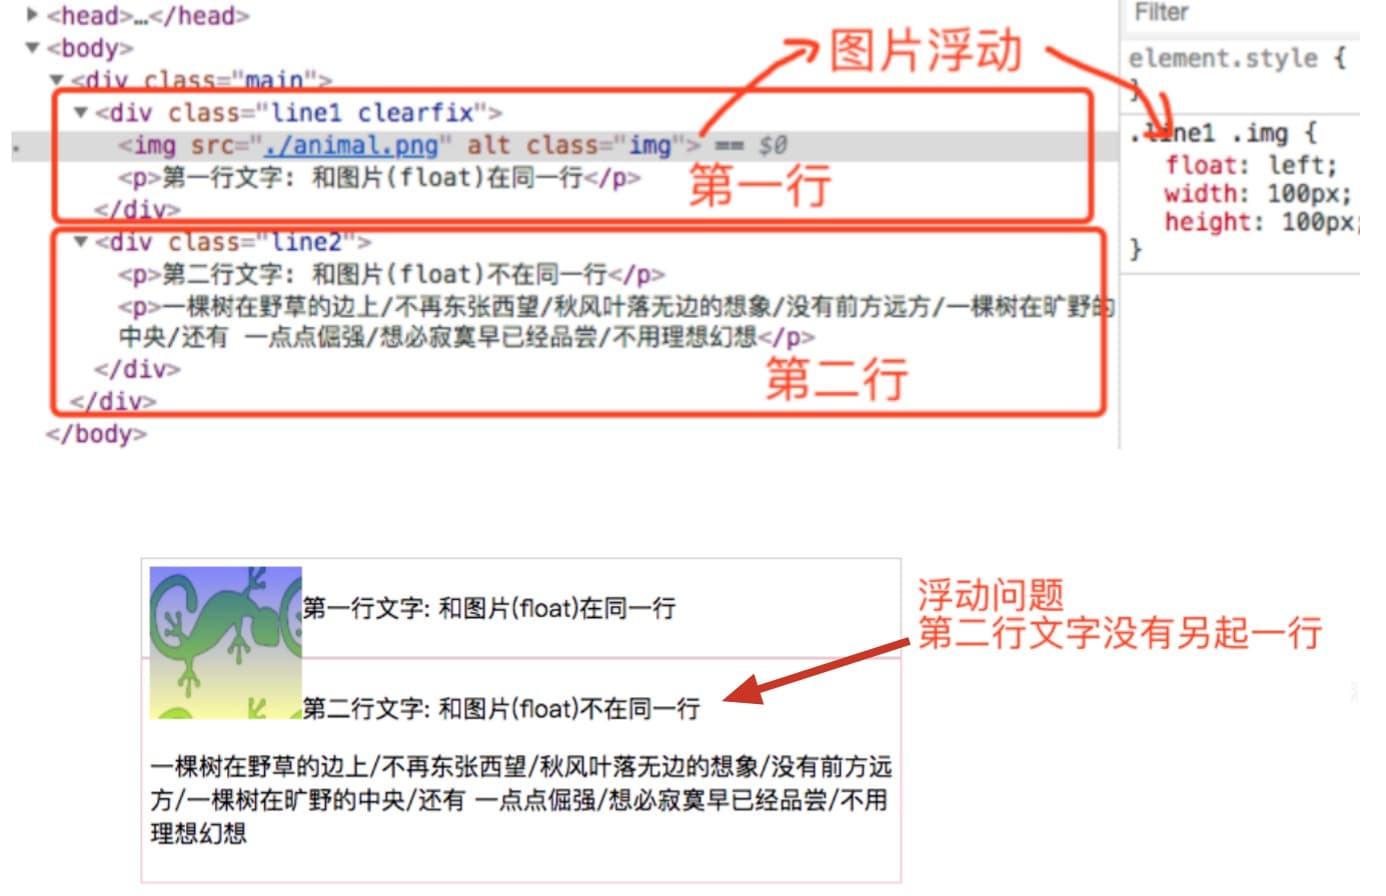 <head>…</head>
Filter
<body>
element.style {
<div class="main">
}
图片浮动
<div class="line1 clearfix">
.line1 .img {
<img src="./animal.png" alt class="img"> == $0
float: left;
<p>第一行文字: 和图片(float)在同一行</p>
第一行
width: 100px;
</div>
height: 100px;
<div class="line2">
}
<p>第二行文字: 和图片(float)不在同一行</p>
<p>一棵树在野草的边上/不再东张西望/秋风叶落无边的想象/没有前方远方/一棵树在旷野的
中央/还有 一点点倔强/想必寂寞早已经品尝/不用理想幻想</p>
</div>
第二行
</div>
</body>
第一行文字: 和图片(float)在同一行
浮动问题
第二行文字没有另起一行
第二行文字: 和图片(float)不在同一行
一棵树在野草的边上/不再东张西望/秋风叶落无边的想象/没有前方远
方/一棵树在旷野的中央/还有 一点点倔强/想必寂寞早已经品尝/不用
理想幻想